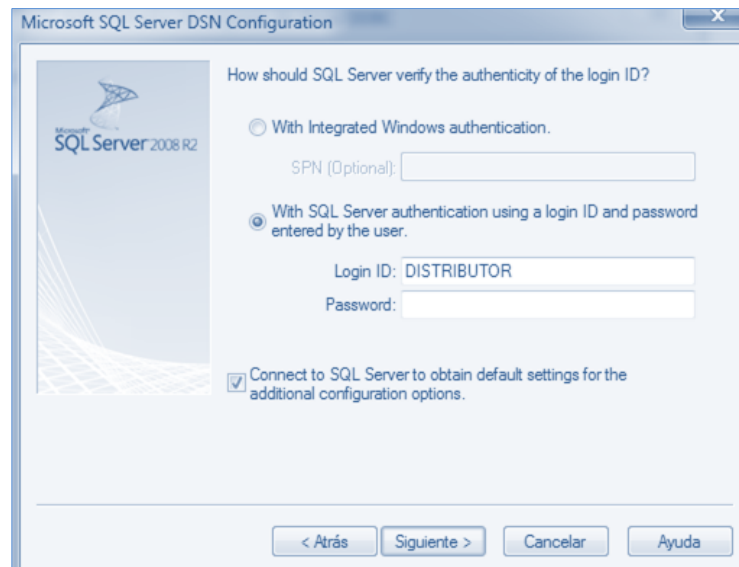 Microsoft SQL Server DSN Configuration
X
Microsoft
SQL Server 2008 R2
How should SQL Server verify the authenticity of the login ID?
With Integrated Windows authentication.
SPN (Optional):
With SQL Server authentication using a login ID and password
entered by the user.
Login ID: DISTRIBUTOR
Password:
Connect to SQL Server to obtain default settings for the
additional configuration options.
< Atrás Siguiente > Cancelar Ayuda